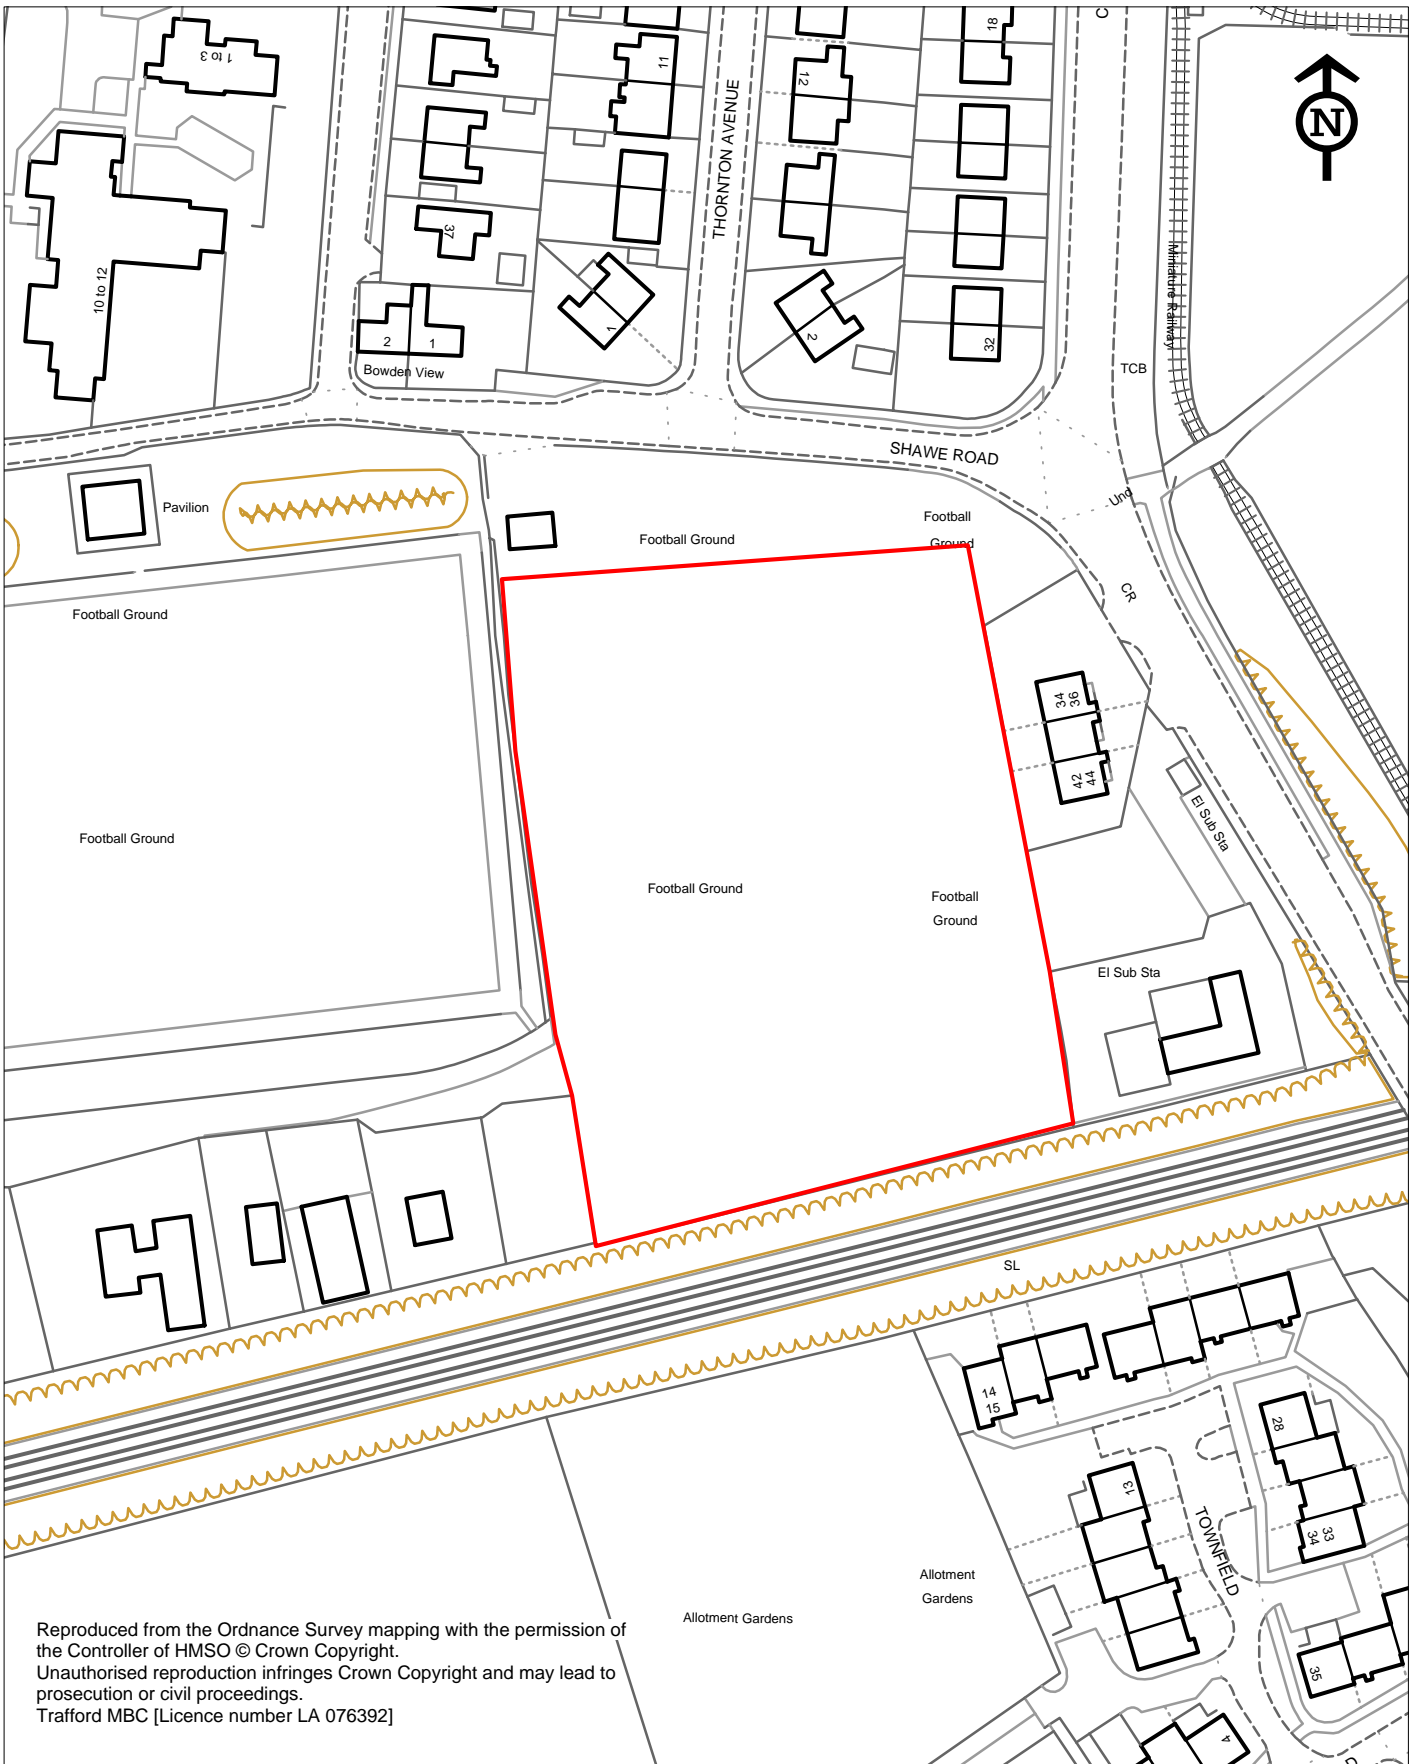 1 to 3
11
THORNTON AVENUE
12
18
C
N
37
10 to 12
2
1
Bowden View
1
2
32
Miniature Railway
TCB
SHAWE ROAD
Und
Pavilion
Football Ground
Football
Ground
CR
Football Ground
34
36
42
44
El Sub Sta
Football Ground
Football Ground
Football
Ground
El Sub Sta
SL
14
15
28
13
TOWNFIELD
33
34
Allotment
Gardens
Allotment Gardens
35
4
Reproduced from the Ordnance Survey mapping with the permission of
the Controller of HMSO © Crown Copyright.
Unauthorised reproduction infringes Crown Copyright and may lead to
prosecution or civil proceedings.
Trafford MBC [Licence number LA 076392]